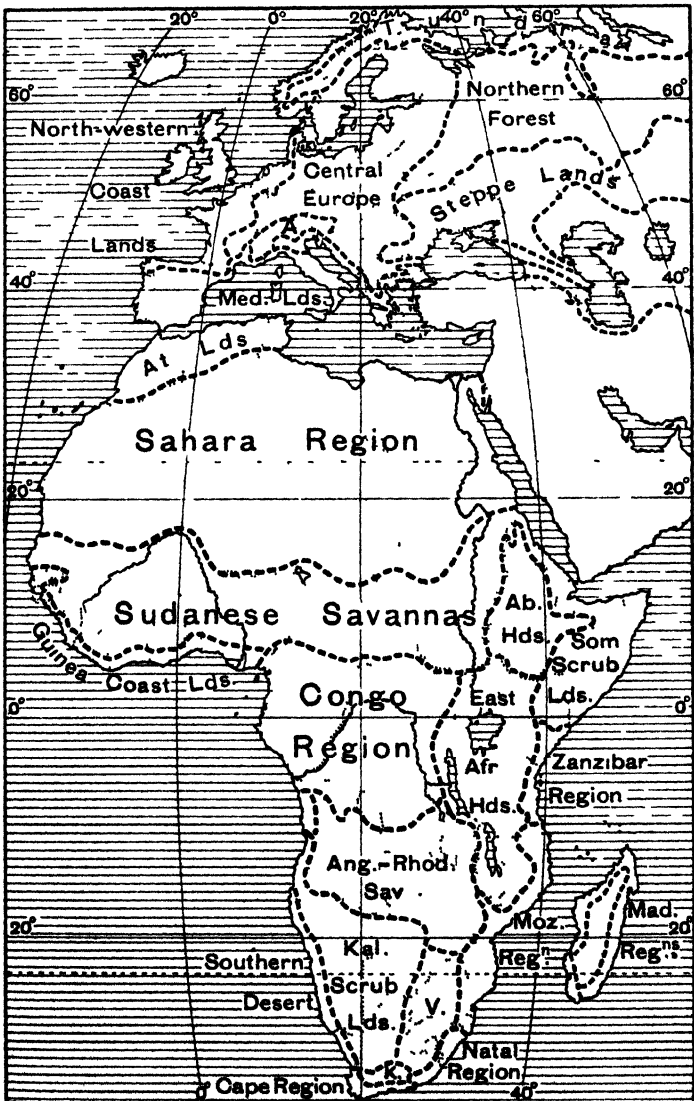 20° 0° 20° 40° 60°
T u n d r a
60°
Northern
Forest
North-western
Central
Europe
Coast
Steppe Lands
Lands
A
40° 40°
Med. Lds.
At Lds
Sahara Region
20° 20°
Sudanese Savannas
Ab.
Hds.
Som
Scrub
Lds.
Guinea
Coast Lds.
Congo
Region
East
Afr
Hds.
0° 0°
Zanzibar
Region
Ang.-Rhod.
Sav
20° 20°
Moz.
Regn
Mad.
Regns
Kal.
Scrub
Lds.
Southern
Desert
V
Natal
Region
K
Cape Region
0° 40°